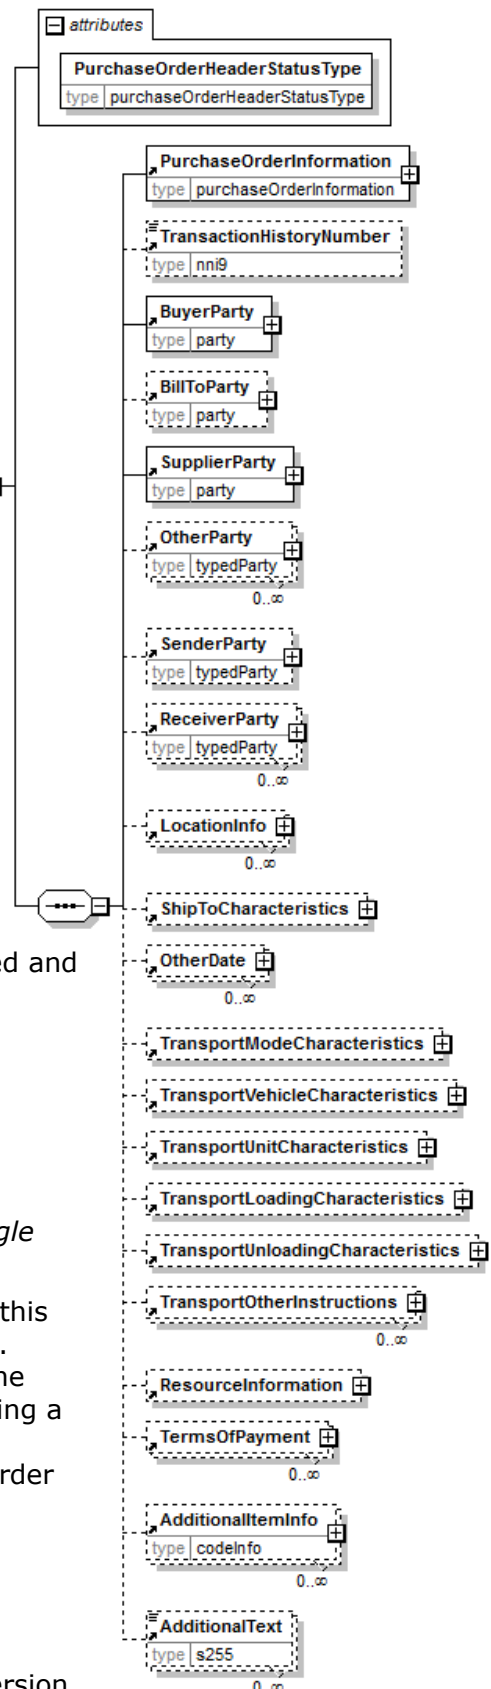 attributes
PurchaseOrderHeaderStatusType
type purchaseOrderHeaderStatusType
PurchaseOrderInformation
type purchaseOrderInformation
TransactionHistoryNumber
type nni9
BuyerParty
type party
BillToParty
type party
SupplierParty
type party
OtherParty
type typedParty
0..∞
SenderParty
type typedParty
ReceiverParty
type typedParty
0..∞
LocationInfo
0..∞
ShipToCharacteristics
ed and
OtherDate
0..∞
TransportModeCharacteristics
TransportVehicleCharacteristics
TransportUnitCharacteristics
TransportLoadingCharacteristics
gle
TransportUnloadingCharacteristics
this
TransportOtherInstructions
0..∞
.
ne
ResourceInformation
ing a
TermsOfPayment
0..∞
rder
AdditionalItemInfo
type codeInfo
0..∞
AdditionalText
type s255
ersion
0..∞